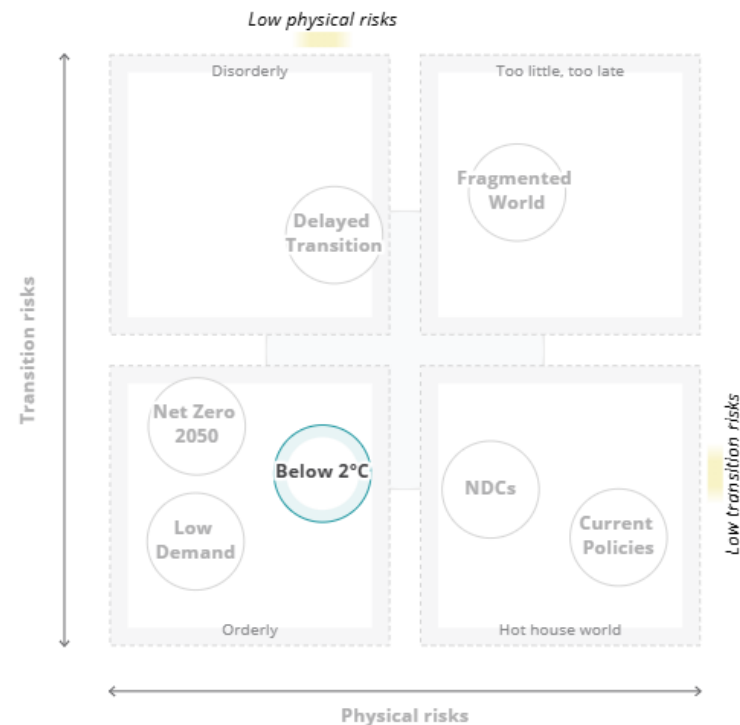 Low physical risks
Disorderly
Too little, too late
Fragmented
World
Delayed
Transition
Transition risks
Net Zero
2050
Below 2°C
NDCs
Low
Demand
Current
Policies
Low transition risks
Orderly
Hot house world
Physical risks